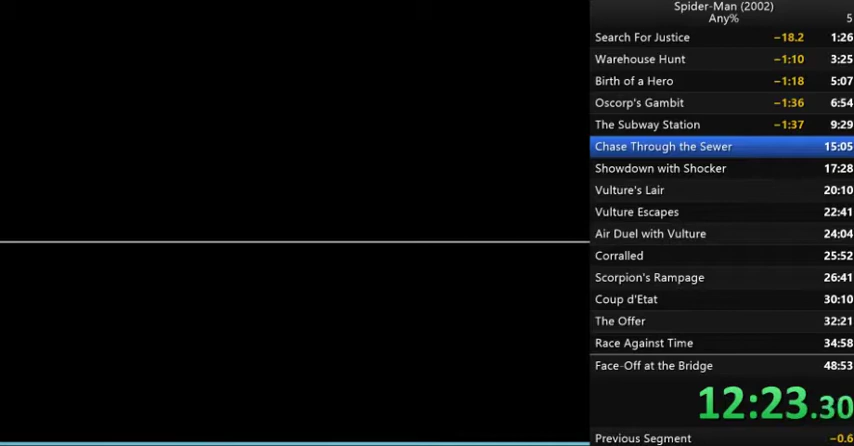 Spider-Man (2002)
Any% 5
Search For Justice −18.2 1:26
Warehouse Hunt −1:10 3:25
Birth of a Hero −1:18 5:07
Oscorp's Gambit −1:36 6:54
The Subway Station −1:37 9:29
Chase Through the Sewer 15:05
Showdown with Shocker 17:28
Vulture's Lair 20:10
Vulture Escapes 22:41
Air Duel with Vulture 24:04
Corralled 25:52
Scorpion's Rampage 26:41
Coup d'Etat 30:10
The Offer 32:21
Race Against Time 34:58
Face-Off at the Bridge 48:53
12:23.30
Previous Segment −0.6